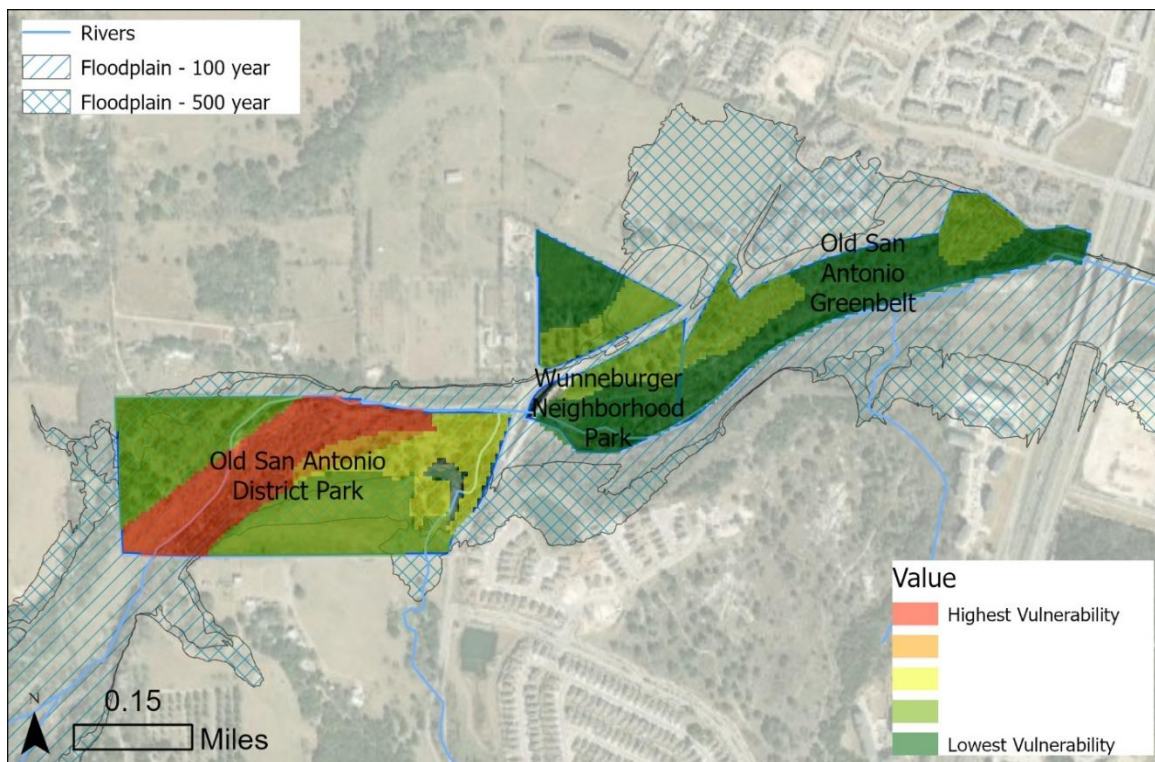 Rivers
Floodplain - 100 year
Floodplain - 500 year
Old San
Antonio
Greenbelt
Wunneburger
Neighborhood
Park
Old San Antonio
District Park
Value
Highest Vulnerability
Lowest Vulnerability
N
0.15
Miles